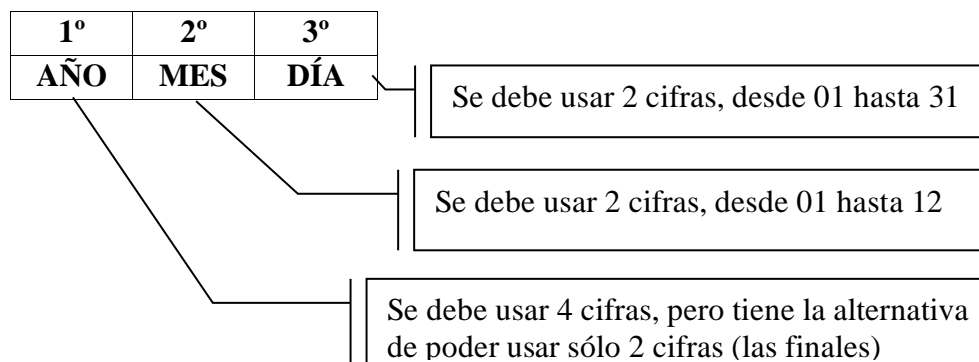 1º 2º 3º
AÑO MES DÍA
Se debe usar 2 cifras, desde 01 hasta 31
Se debe usar 2 cifras, desde 01 hasta 12
Se debe usar 4 cifras, pero tiene la alternativa
de poder usar sólo 2 cifras (las finales)